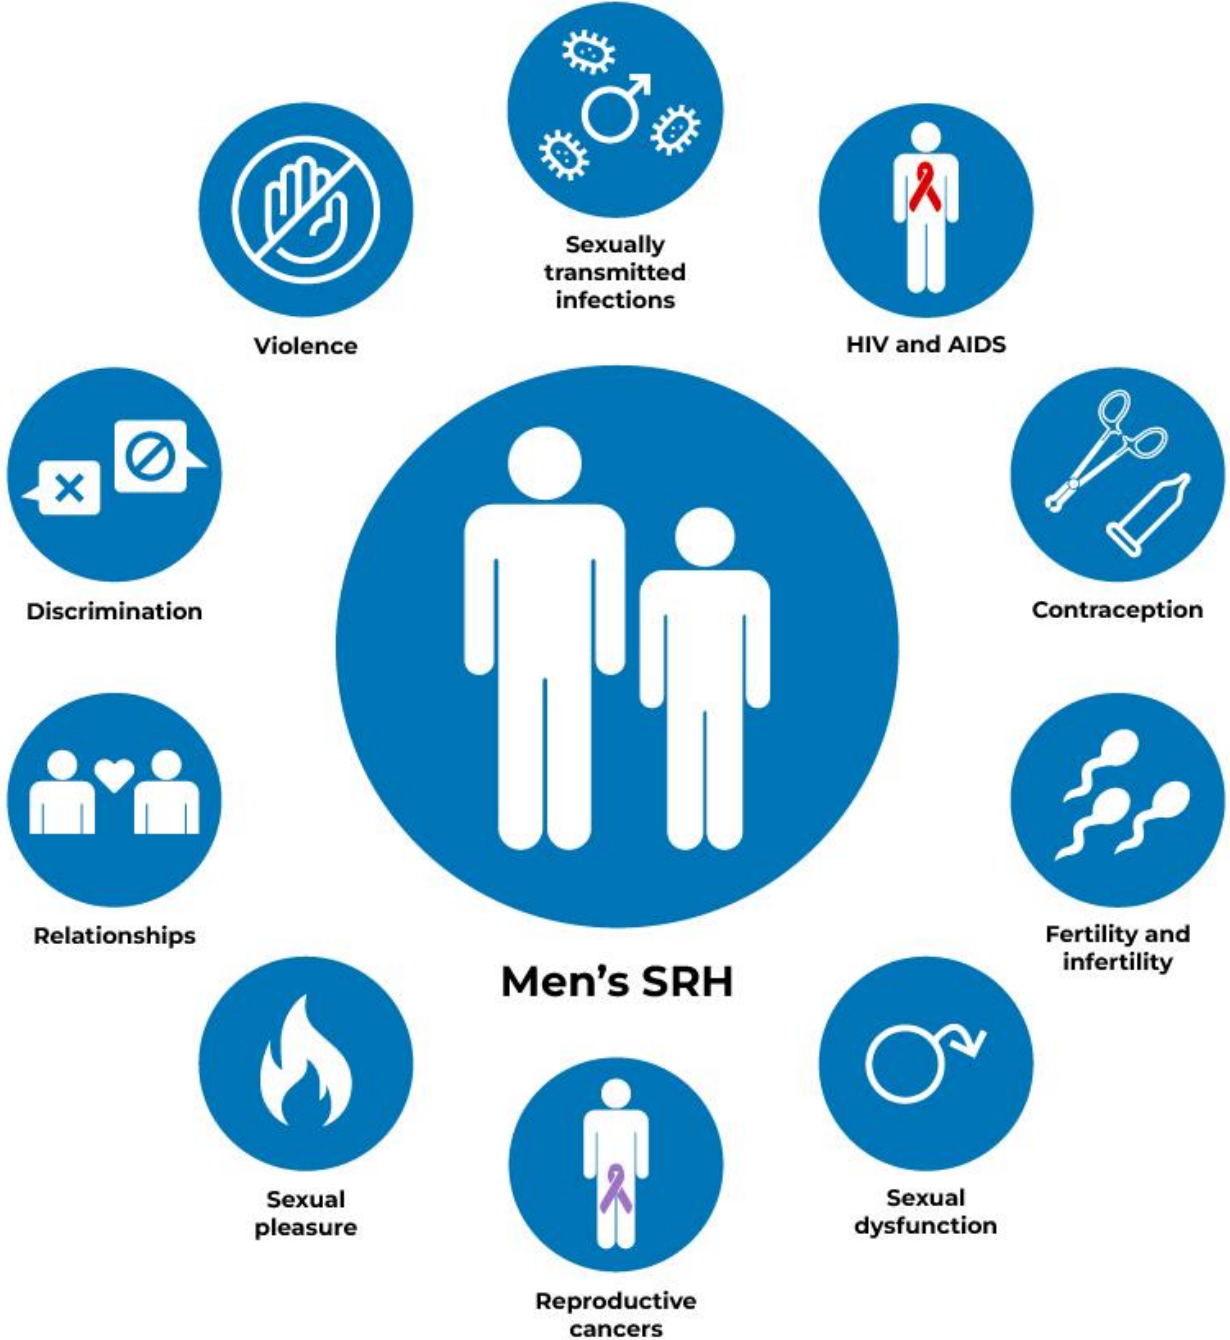 Sexually
transmitted
infections
Violence
HIV and AIDS
Discrimination
Contraception
Relationships
Fertility and
infertility
Men's SRH
Sexual
pleasure
Sexual
dysfunction
Reproductive
cancers